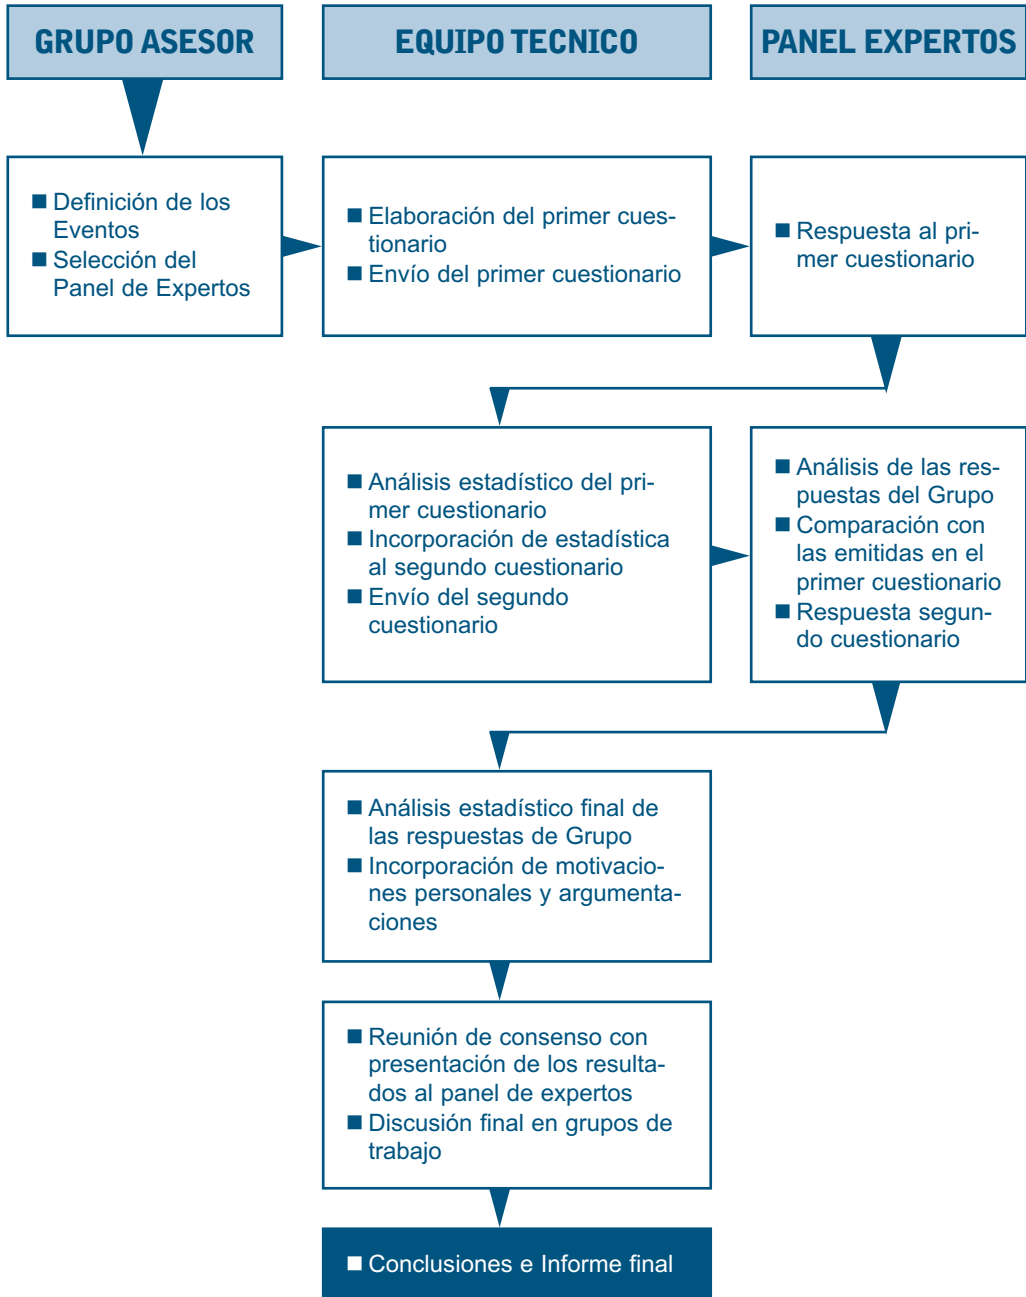 GRUPO ASESOR
EQUIPO TECNICO
PANEL EXPERTOS
■ Definición de los
Eventos
■ Selección del
Panel de Expertos
■ Elaboración del primer cues-
tionario
■ Envío del primer cuestionario
■ Respuesta al pri-
mer cuestionario
■ Análisis estadístico del pri-
mer cuestionario
■ Incorporación de estadística
al segundo cuestionario
■ Envío del segundo
cuestionario
■ Análisis de las res-
puestas del Grupo
■ Comparación con
las emitidas en el
primer cuestionario
■ Respuesta segun-
do cuestionario
■ Análisis estadístico final de
las respuestas de Grupo
■ Incorporación de motivacio-
nes personales y argumenta-
ciones
■ Reunión de consenso con
presentación de los resulta-
dos al panel de expertos
■ Discusión final en grupos de
trabajo
■ Conclusiones e Informe final